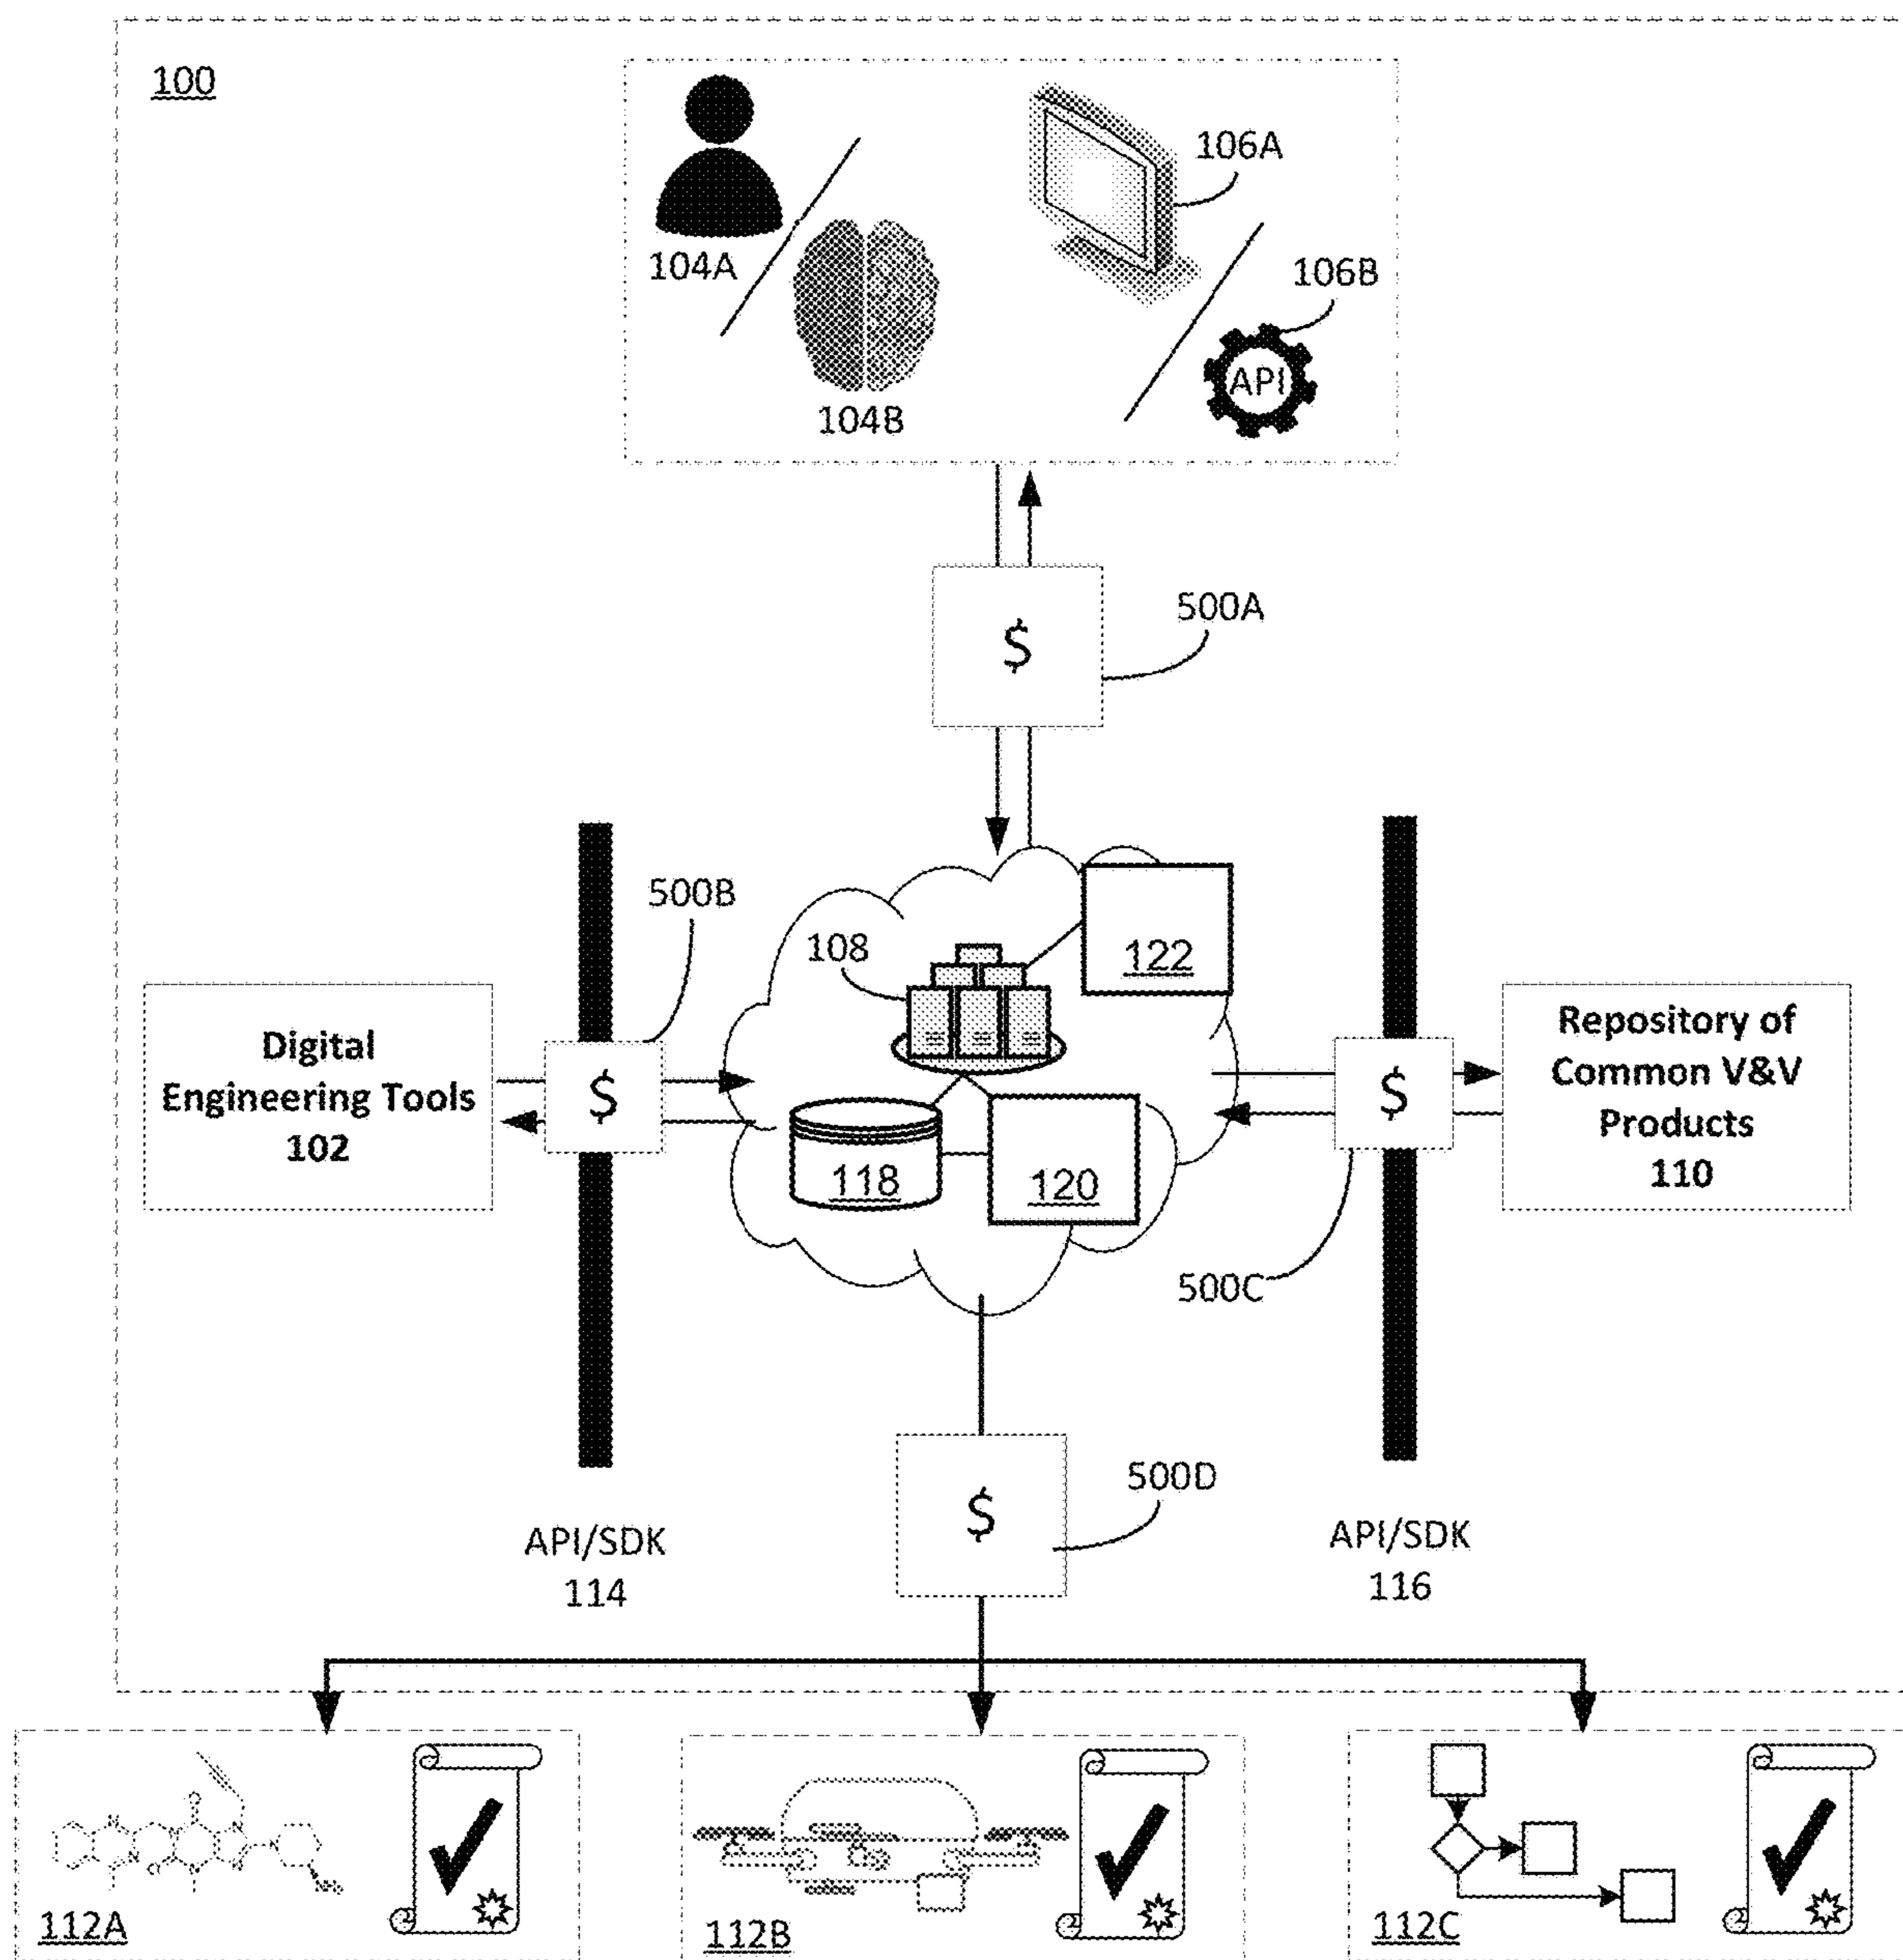 100
104A
104B
106A
106B
API
$
500A
500B
108
122
118
120
Digital
Engineering Tools
102
$
$
Repository of
Common V&V
Products
110
500C
$
500D
API/SDK
114
API/SDK
116
112A
112B
112C